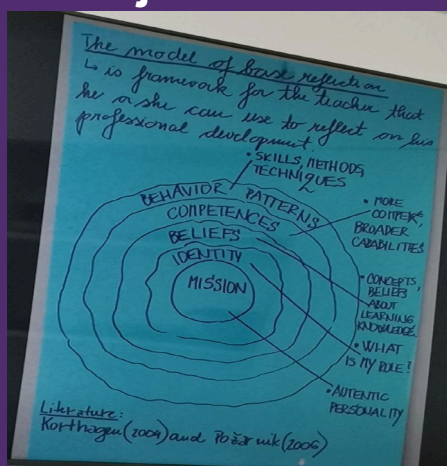 The model of base reflection
↳ is framework for the teacher that
he or she can use to reflect on his
professional development.
• SKILLS, METHODS,
TECHNIQUES
BEHAVIOR PATTERNS
COMPETENCES
BELIEFS
IDENTITY
MISSION
• MORE
BROADER
CAPABILITIES
• CONCEPTS,
BELIEFS
ABOUT
LEARNING
KNOWLEDGE
• WHAT
IS MY ROLE?
• AUTENTIC
PERSONALITY
Literature:
Korthagen (2004) and Požarnik (2006)